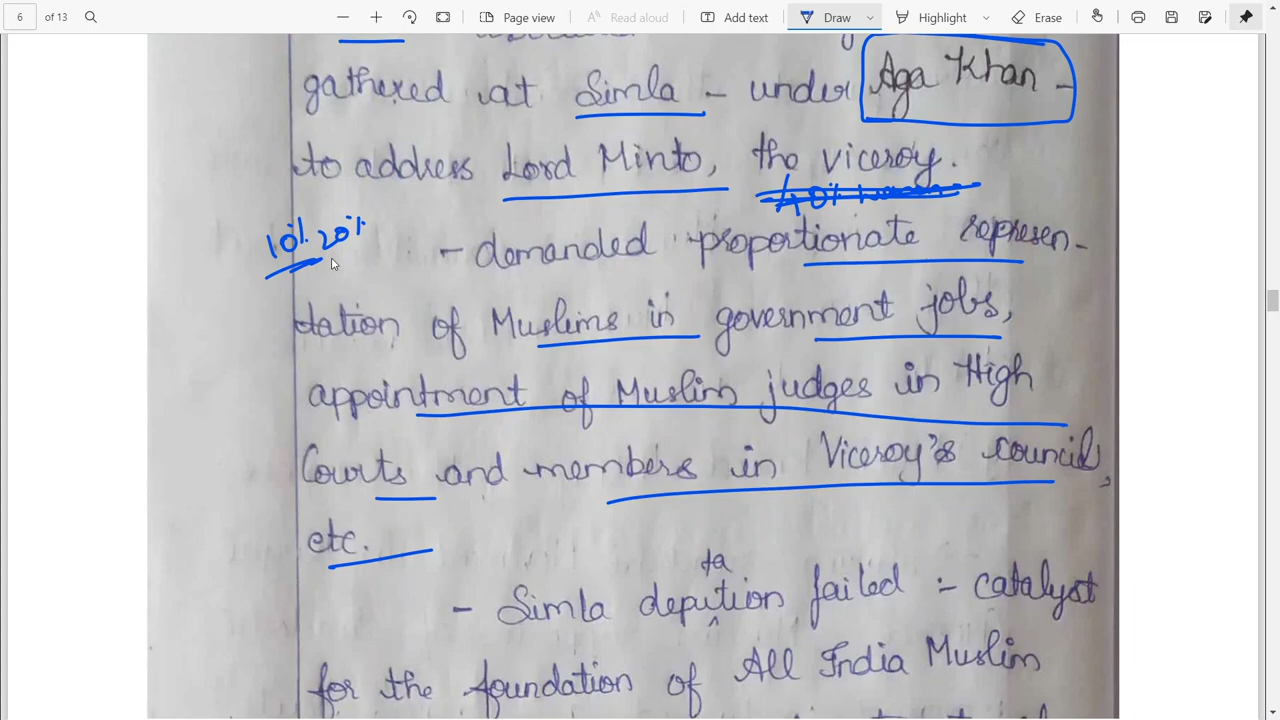 6 of 13 Page view Read aloud Add text Draw Highlight Erase
gathered at Simla - under Aga Khan -
to address Lord Minto, the viceroy.
10% 20%
- demanded proportionate represen-
tation of Muslims in government jobs,
appointment of Muslim judges in High
Courts and members in Viceroy's council,
etc.
ta
- Simla depution failed :- catalyst
for the foundation of All India Muslim